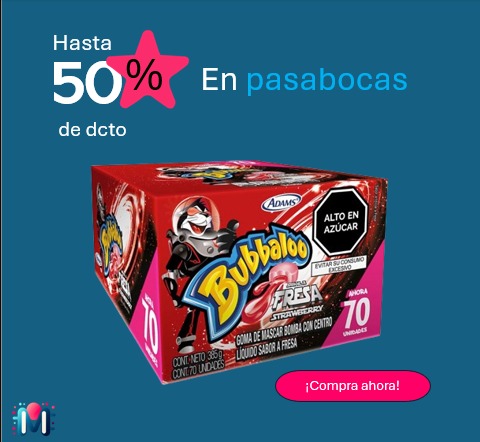 Hasta
50%
de dcto
En pasabocas
ADAMS
ALTO EN
AZÚCAR
EVITAR SU CONSUMO
EXCESIVO
Bubbaloo
FRESA
STRAWBERRY
AHORA
70
UNIDADES
GOMA DE MASCAR BOMBA CON CENTRO
LÍQUIDO SABOR A FRESA
CONT. NETO 385 g
CONT. 70 UNIDADES
Bubbaloo
70
¡Compra ahora!
M